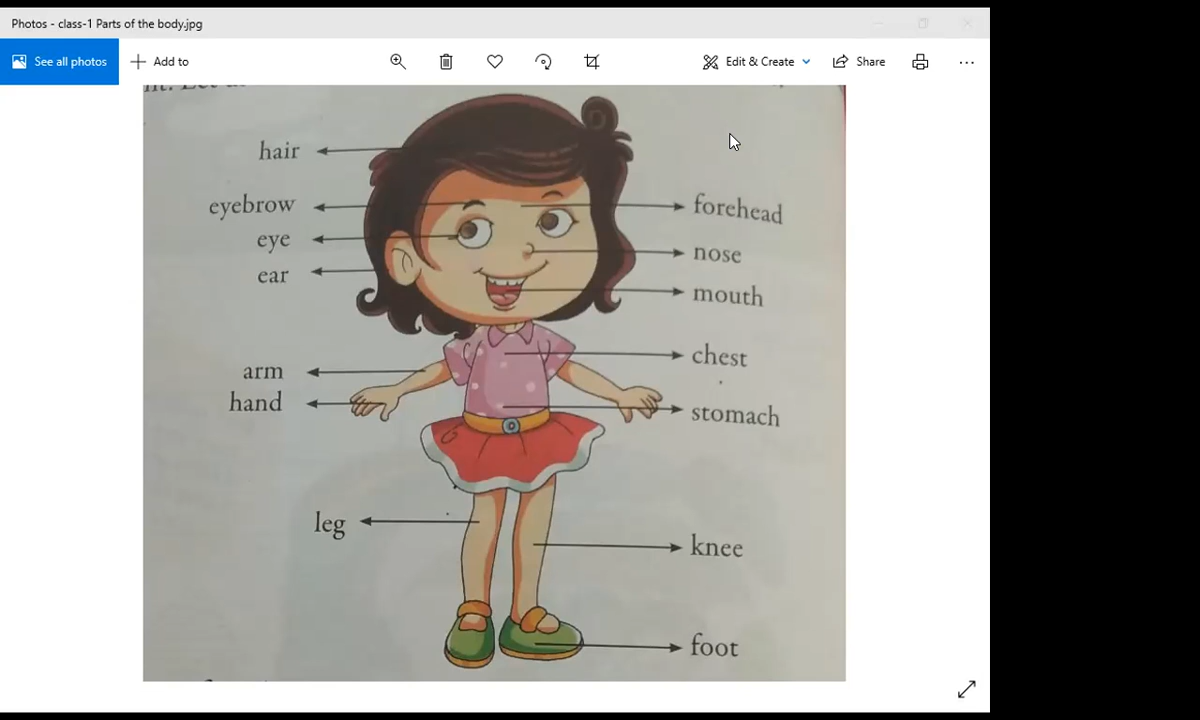 Photos - class-1 Parts of the body.jpg
See all photos
Add to
Edit & Create
Share
hair
eyebrow
forehead
eye
nose
ear
mouth
chest
arm
hand
stomach
leg
knee
foot